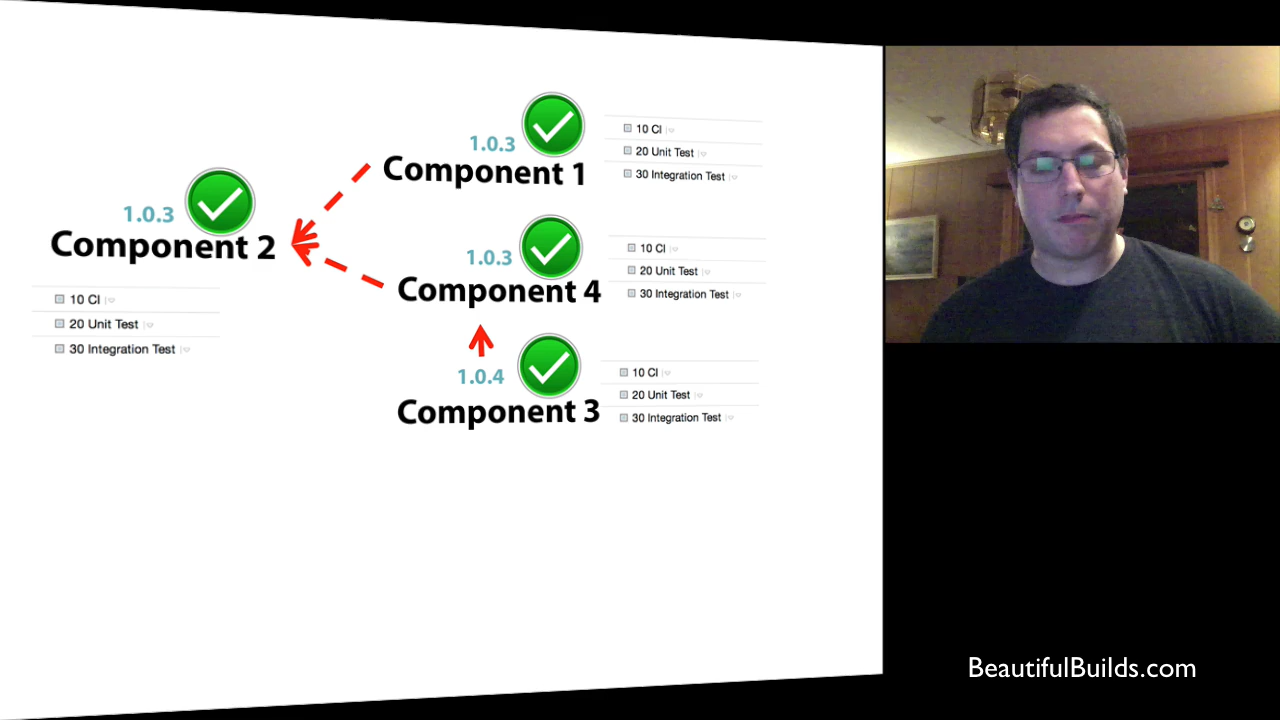 1.0.3
Component 1
10 CI
20 Unit Test
30 Integration Test
1.0.3
Component 2
10 CI
20 Unit Test
30 Integration Test
1.0.3
Component 4
10 CI
20 Unit Test
30 Integration Test
1.0.4
Component 3
10 CI
20 Unit Test
30 Integration Test
BeautifulBuilds.com